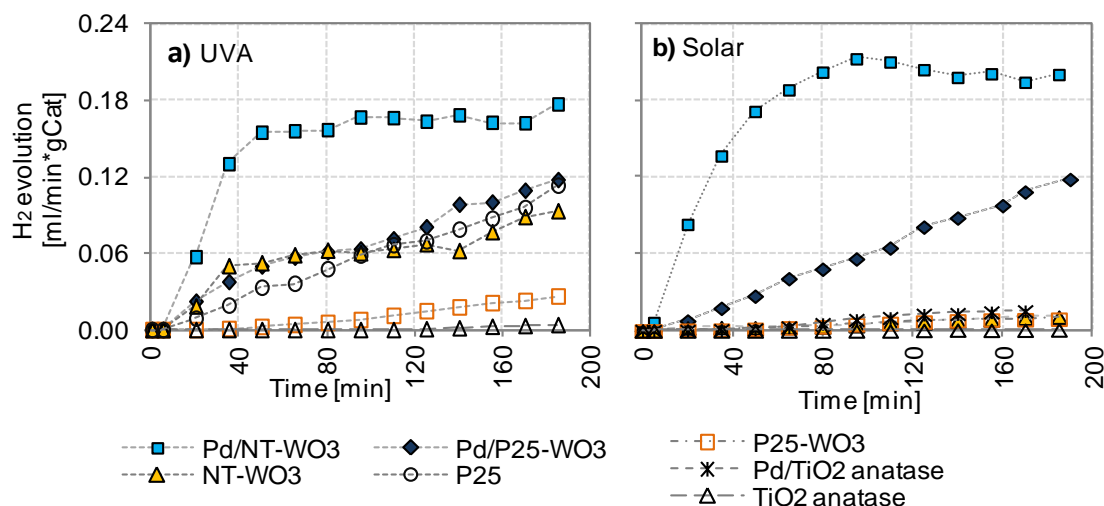 a) UVA
b) Solar
H2 evolution
[ml/min*gCat]
0.24
0.18
0.12
0.06
0.00
0
40
80
120
160
200
Time [min]
0
40
80
120
160
200
Time [min]
Pd/NT-WO3
Pd/P25-WO3
NT-WO3
P25
P25-WO3
Pd/TiO2 anatase
TiO2 anatase